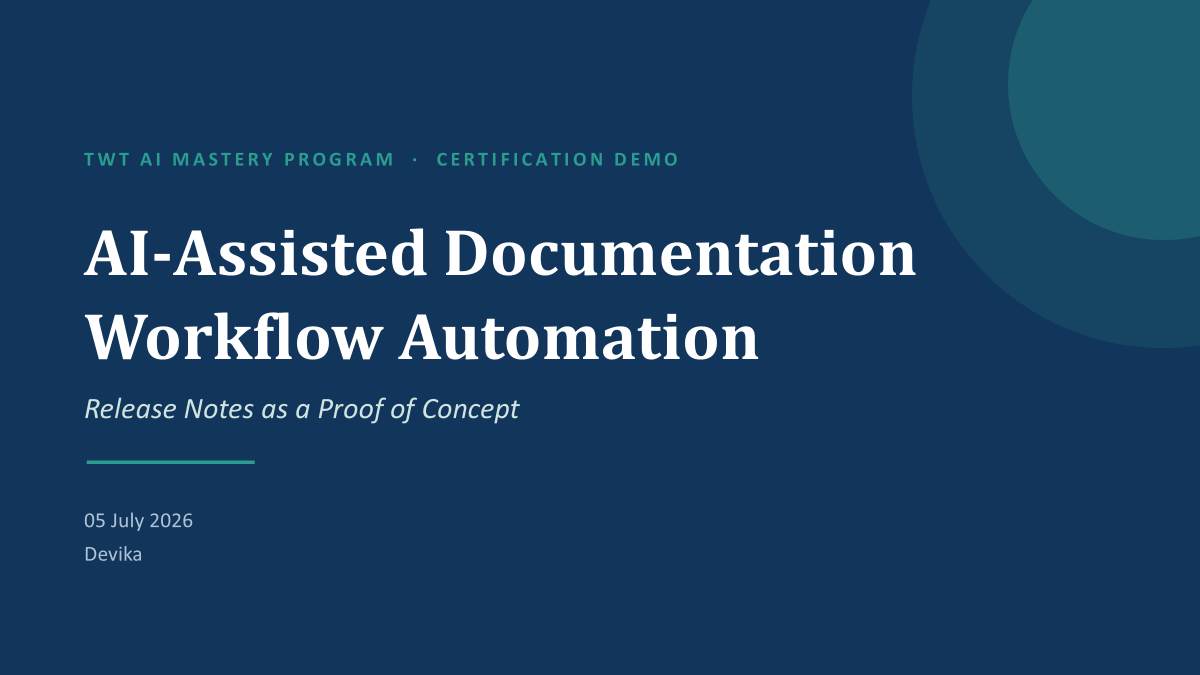 TWT AI MASTERY PROGRAM · CERTIFICATION DEMO
AI-Assisted Documentation
Workflow Automation
Release Notes as a Proof of Concept
05 July 2026
Devika